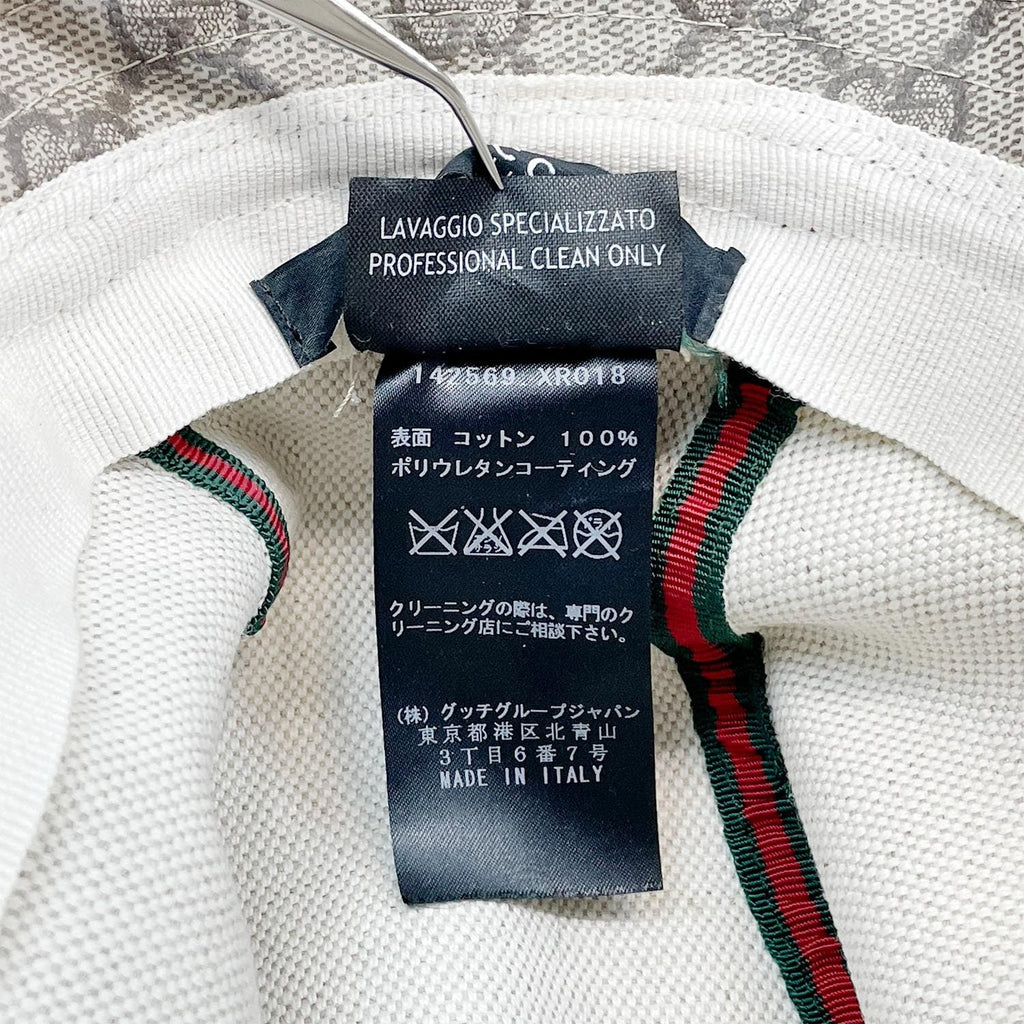 LAVAGGIO SPECIALIZZATO
PROFESSIONAL CLEAN ONLY
142569 XR018
表面 コットン 100%
ポリウレタンコーティング
クリーニングの際は、専門のク
リーニング店にご相談下さい。
(株) グッチグループジャパン
東京都港区北青山
3丁目6番7号
MADE IN ITALY